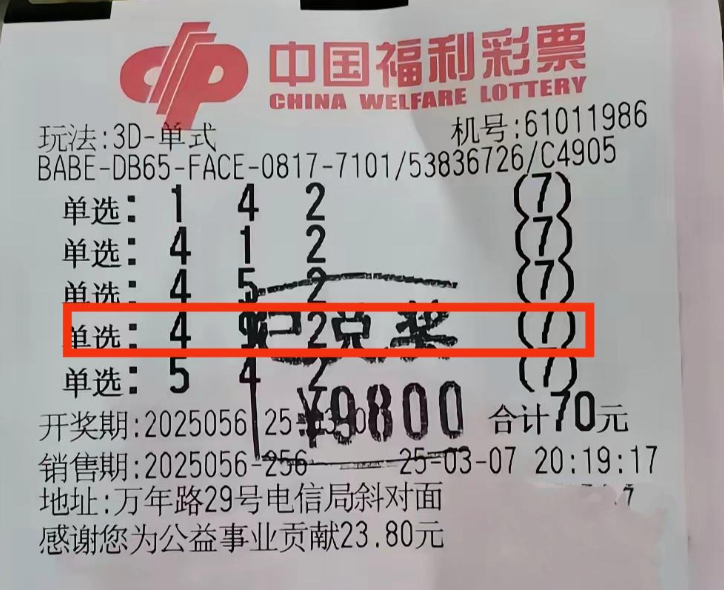 中国福利彩票
CHINA WELFARE LOTTERY
玩法:3D-单式 机号:61011986
BABE-DB65-FACE-0817-7101/53836726/C4905
单选: 1 4 2 (7)
单选: 4 1 2 (7)
单选: 4 5 2 (7)
单选: 4 9 2 (7)
已兑奖
单选: 5 4 2 (7)
¥9800
合计70元
开奖期:2025056 25-03-0
销售期:2025056-256 25-03-07 20:19:17
地址:万年路29号电信局斜对面
感谢您为公益事业贡献23.80元